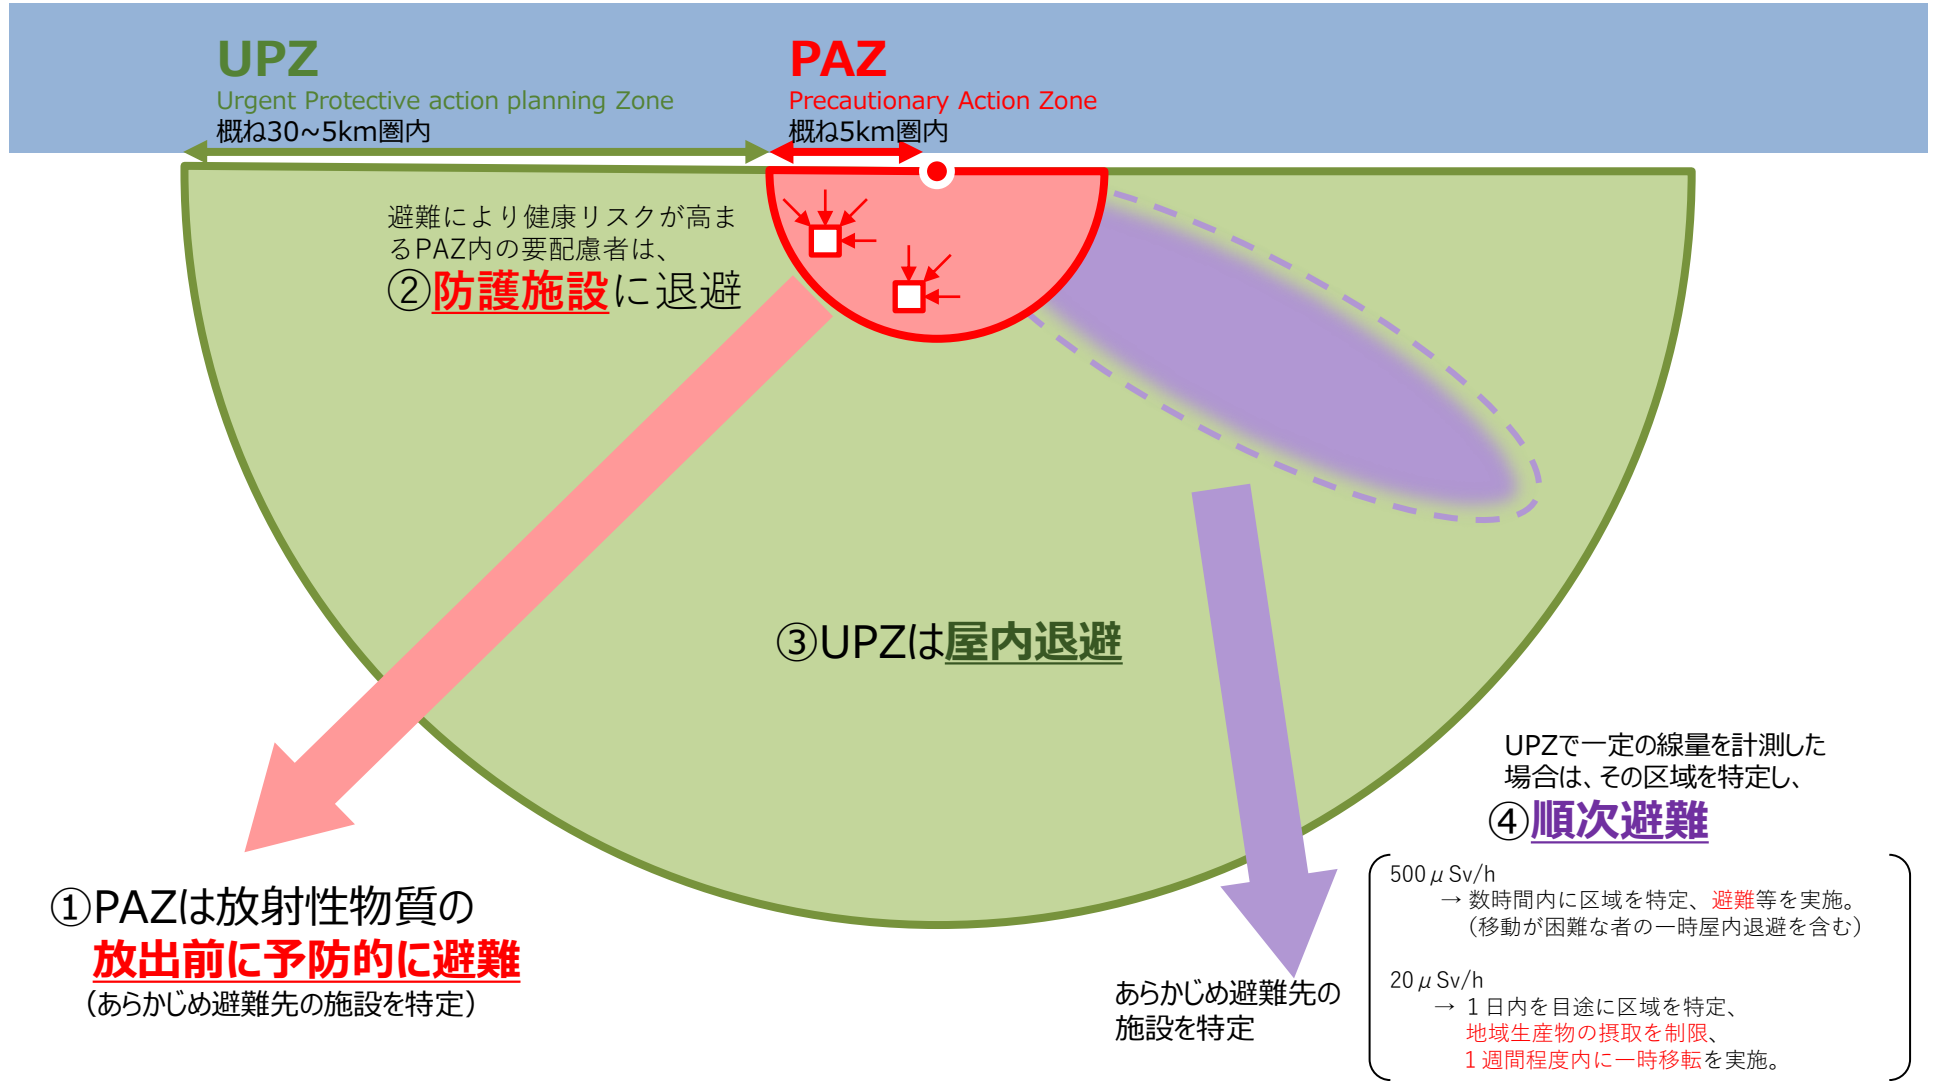 UPZ
Urgent Protective action planning Zone
概ね30~5km圏内
PAZ
Precautionary Action Zone
概ね5km圏内
避難により健康リスクが高ま
るPAZ内の要配慮者は、
②防護施設に退避
③UPZは屋内退避
①PAZは放射性物質の
放出前に予防的に避難
（あらかじめ避難先の施設を特定）
あらかじめ避難先の
施設を特定
UPZで一定の線量を計測した
場合は、その区域を特定し、
④順次避難
500μSv/h
→ 数時間内に区域を特定、避難等を実施。
（移動が困難な者の一時屋内退避を含む）
20μSv/h
→ １日内を目途に区域を特定、
地域生産物の摂取を制限、
１週間程度内に一時移転を実施。